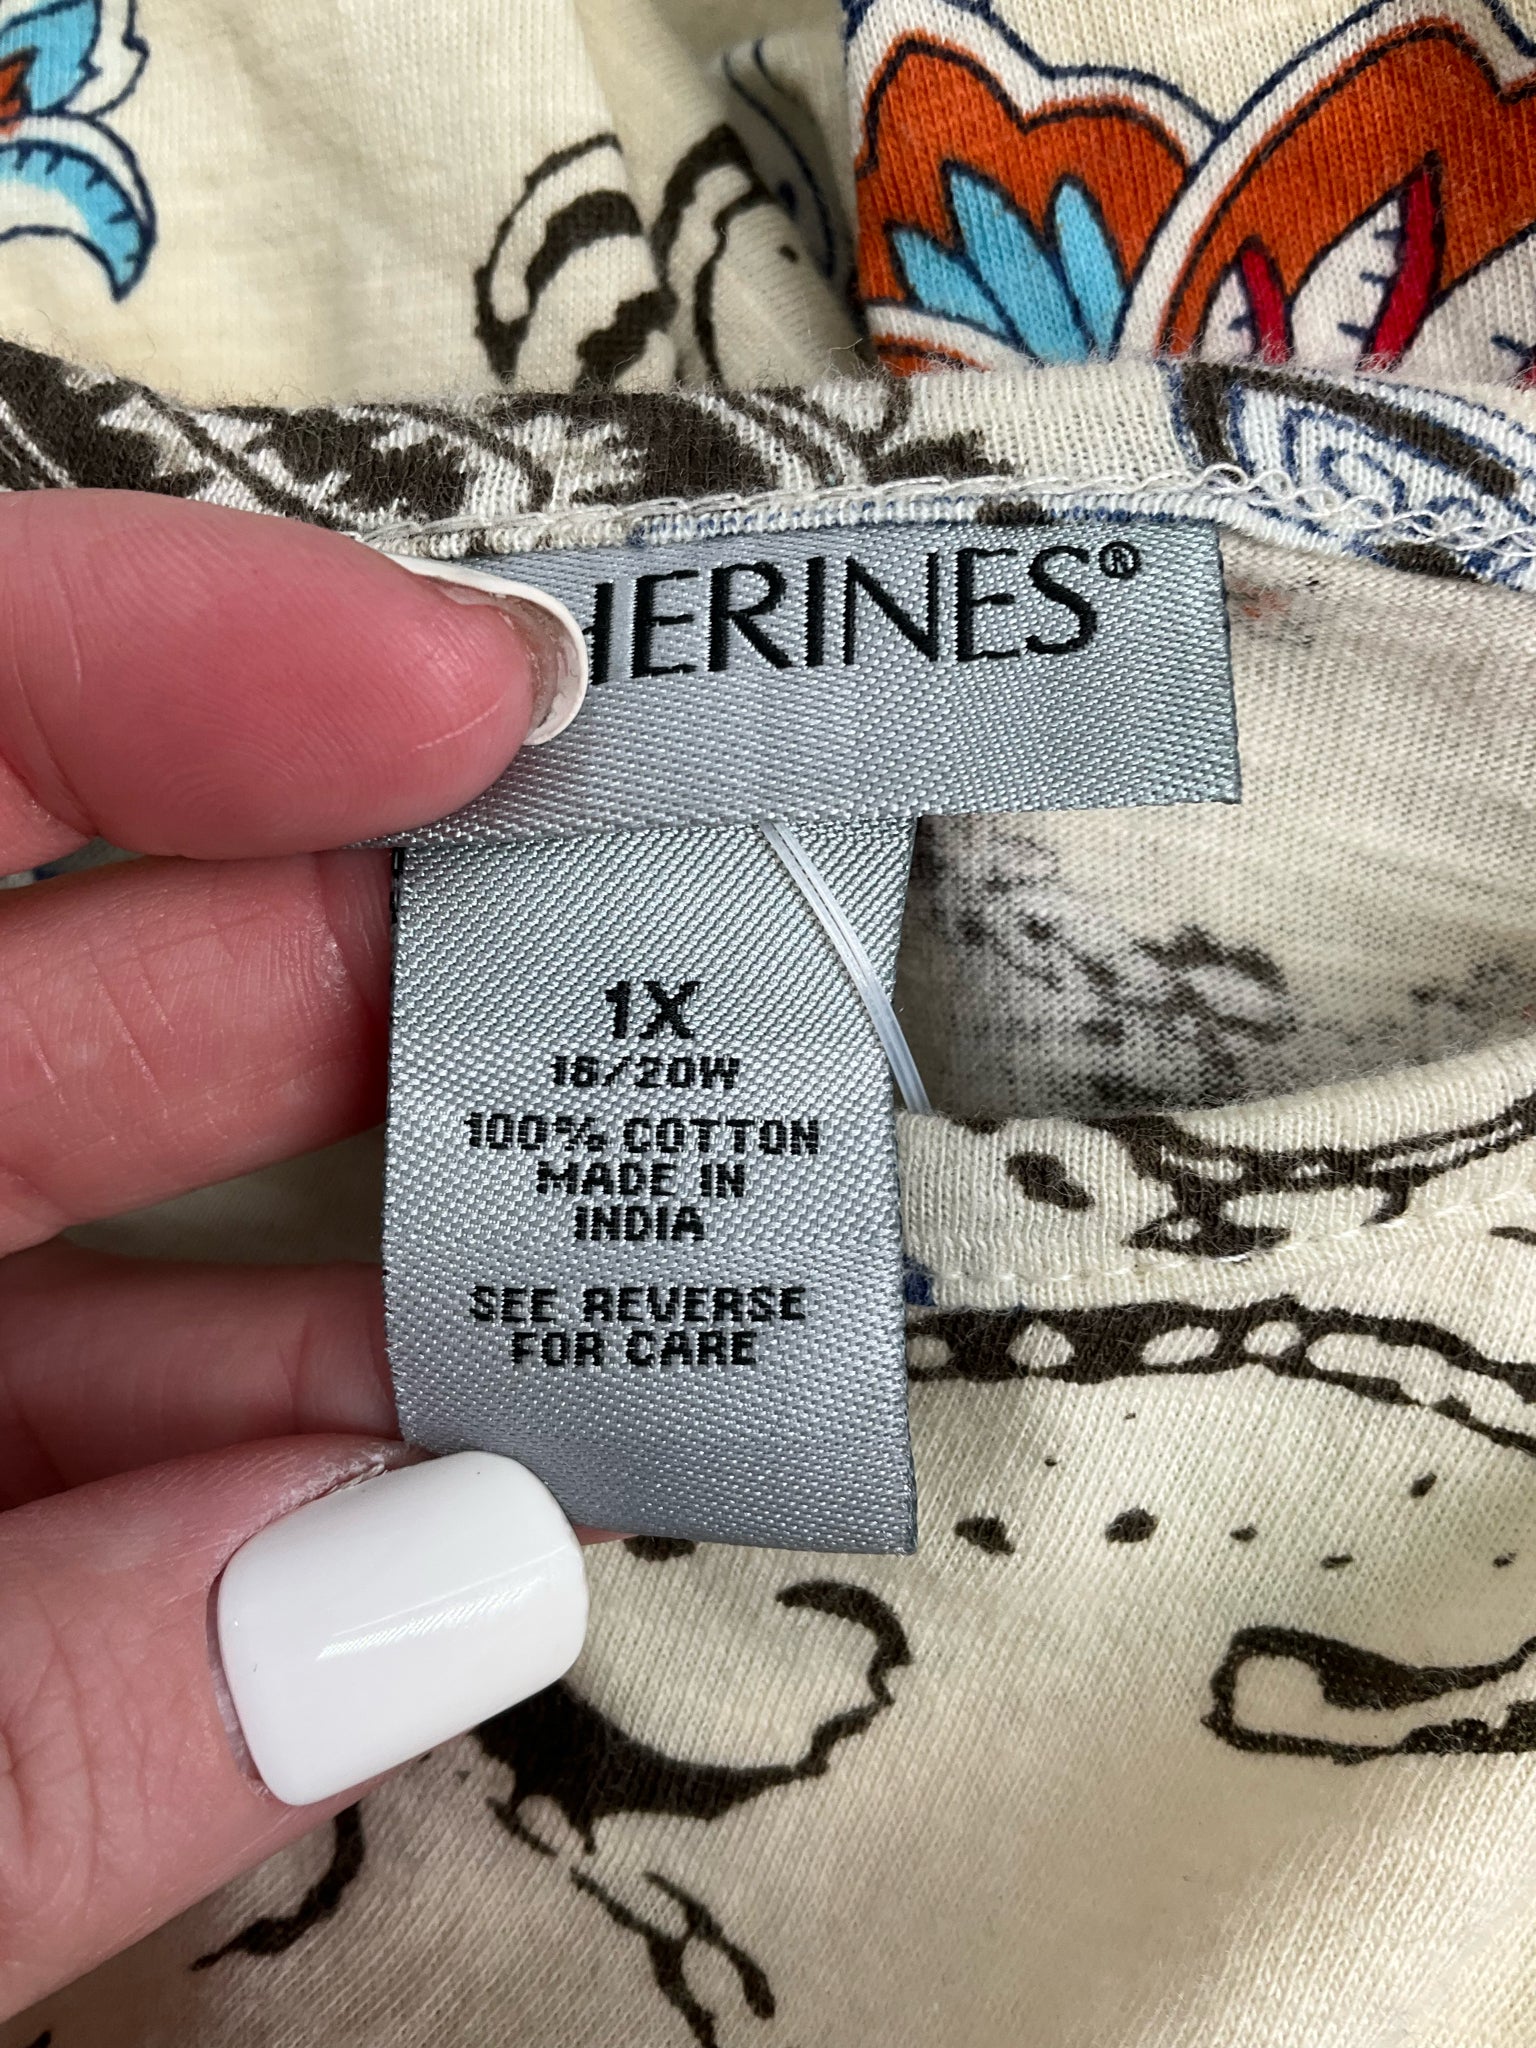 HERINES®
1X
18/20W
100% COTTON
MADE IN
INDIA
SEE REVERSE
FOR CARE